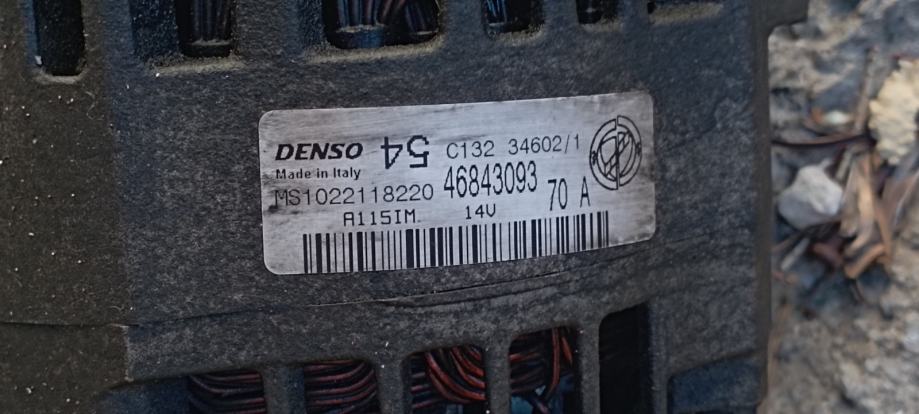 DENSO 54 C132 34602/1
Made in Italy
MS1022118220 46843093 70 A
A115IM 14V